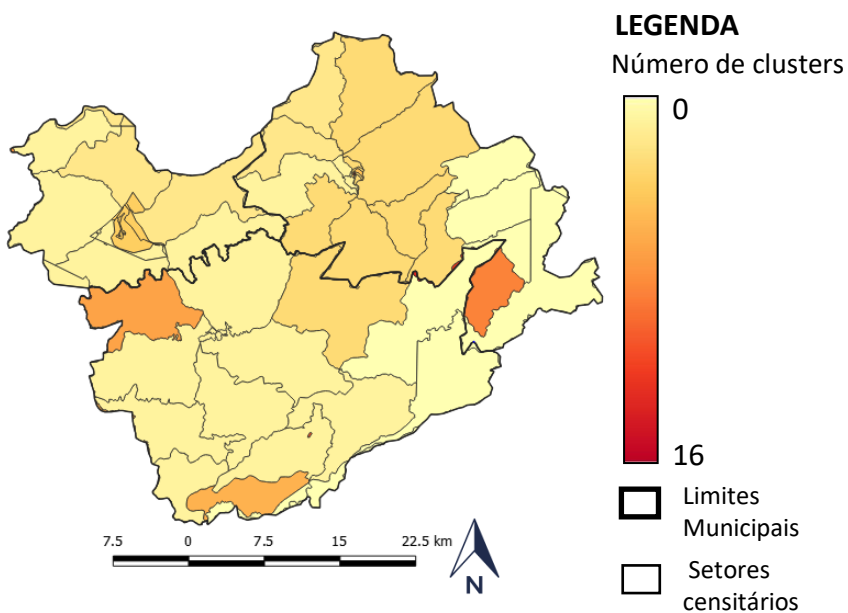 LEGENDA
Número de clusters
0
16
Limites
Municipais
Setores
censitários
7.5 0 7.5 15 22.5 km
N